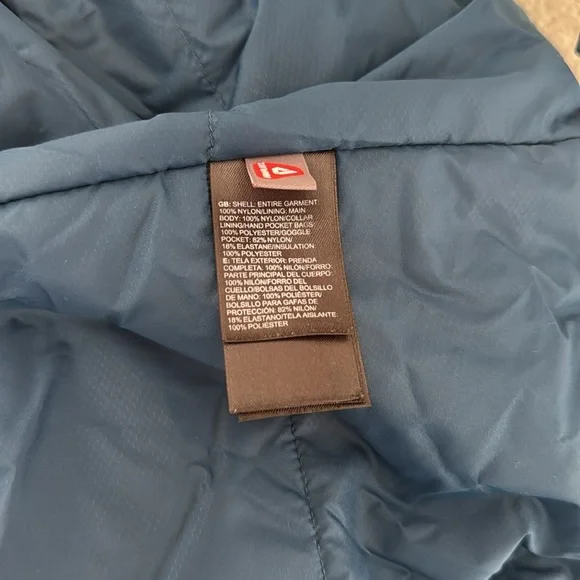 GB: SHELL: ENTIRE GARMENT
100% NYLON/LINING: MAIN
BODY: 100% NYLON/COLLAR
LINING/HAND POCKET BAGS:
100% POLYESTER/GOGGLE
POCKET: 82% NYLON/
18% ELASTANE/INSULATION:
100% POLYESTER
E: TELA EXTERIOR: PRENDA
COMPLETA: 100% NILÓN/FORRO
PARTE PRINCIPAL DEL CUERPO:
100% NILÓN/FORRO DEL
CUELLO/BOLSAS DEL BOLSILLO
DE MANO: 100% POLIÉSTER/
BOLSILLO PARA GAFAS DE
PROTECCIÓN: 82% NILÓN/
18% ELASTANO/TELA AISLANTE:
100% POLIÉSTER